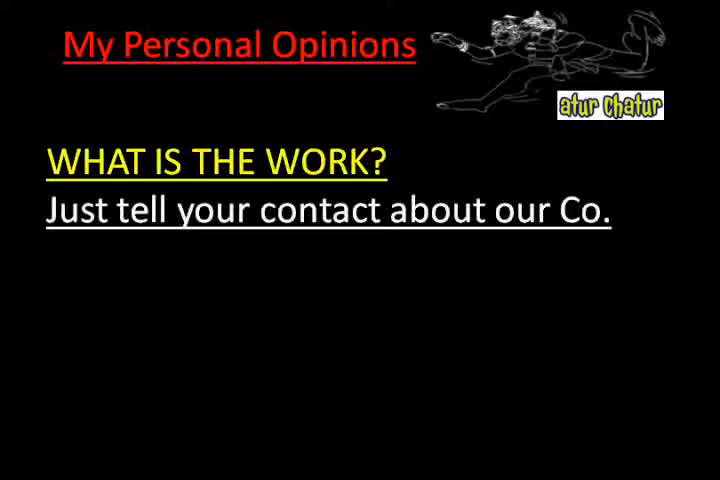 My Personal Opinions
atur chatur
WHAT IS THE WORK?
Just tell your contact about our Co.